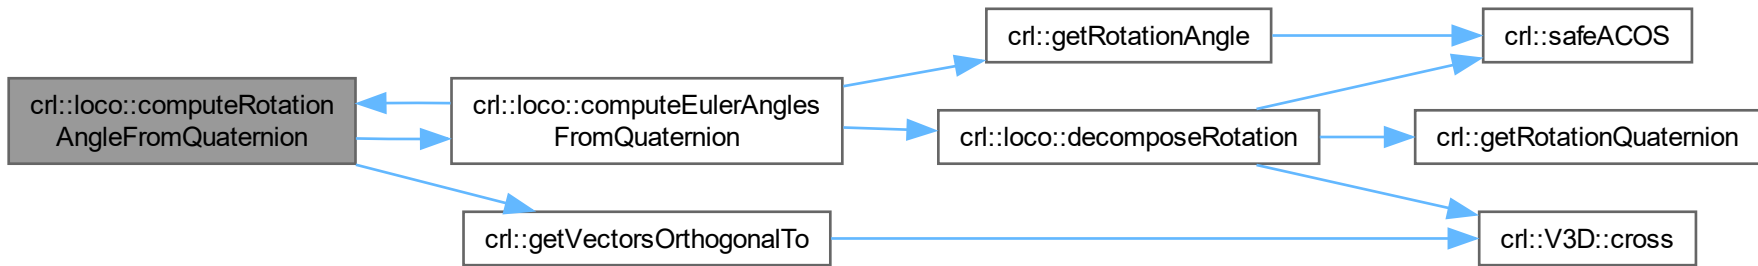 crl::loco::computeRotation
AngleFromQuaternion
crl::loco::computeEulerAngles
FromQuaternion
crl::getVectorsOrthogonalTo
crl::getRotationAngle
crl::loco::decomposeRotation
crl::safeACOS
crl::getRotationQuaternion
crl::V3D::cross